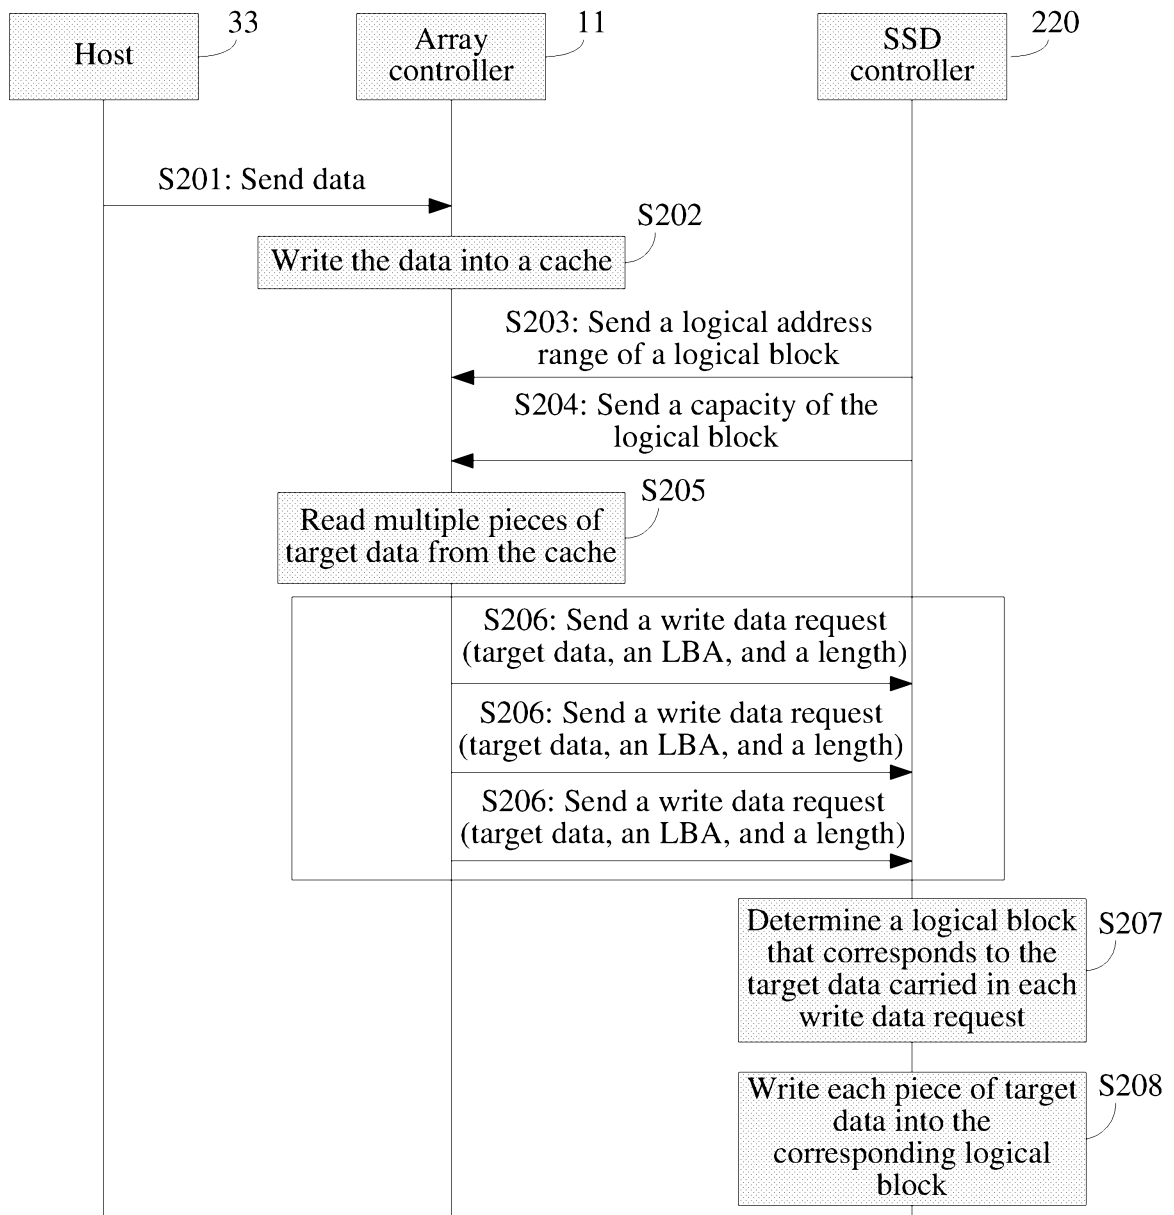 Host
33
Array
controller
11
SSD
controller
220
S201: Send data
S202
Write the data into a cache
S203: Send a logical address
range of a logical block
S204: Send a capacity of the
logical block
S205
Read multiple pieces of
target data from the cache
S206: Send a write data request
(target data, an LBA, and a length)
S206: Send a write data request
(target data, an LBA, and a length)
S206: Send a write data request
(target data, an LBA, and a length)
Determine a logical block
that corresponds to the
target data carried in each
write data request
S207
Write each piece of target
data into the
corresponding logical
block
S208